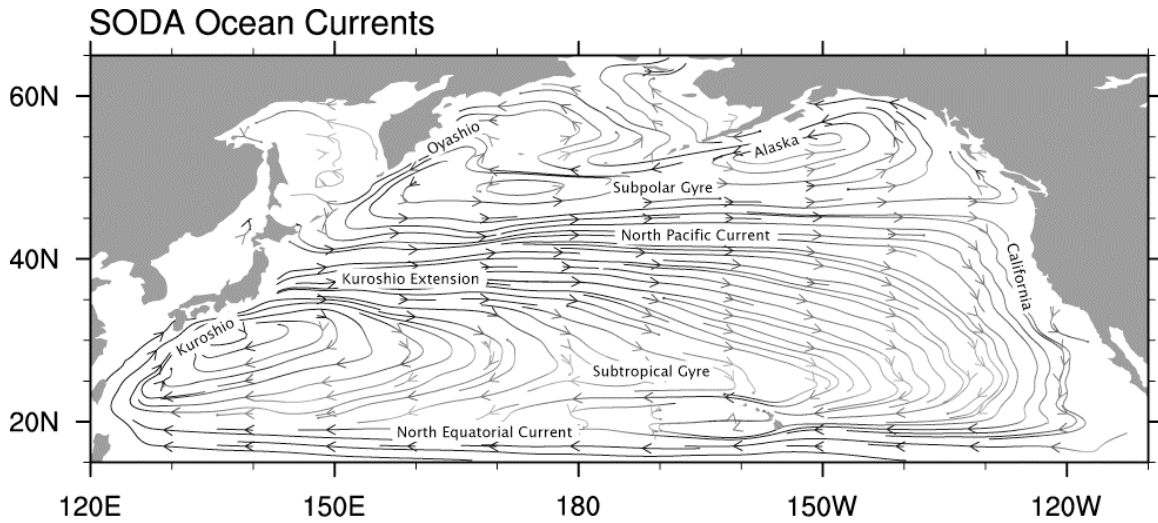 SODA Ocean Currents
60N
Oyashio
Alaska
Subpolar Gyre
North Pacific Current
40N
Kuroshio Extension
California
Kuroshio
Subtropical Gyre
20N
North Equatorial Current
120E 150E 180 150W 120W